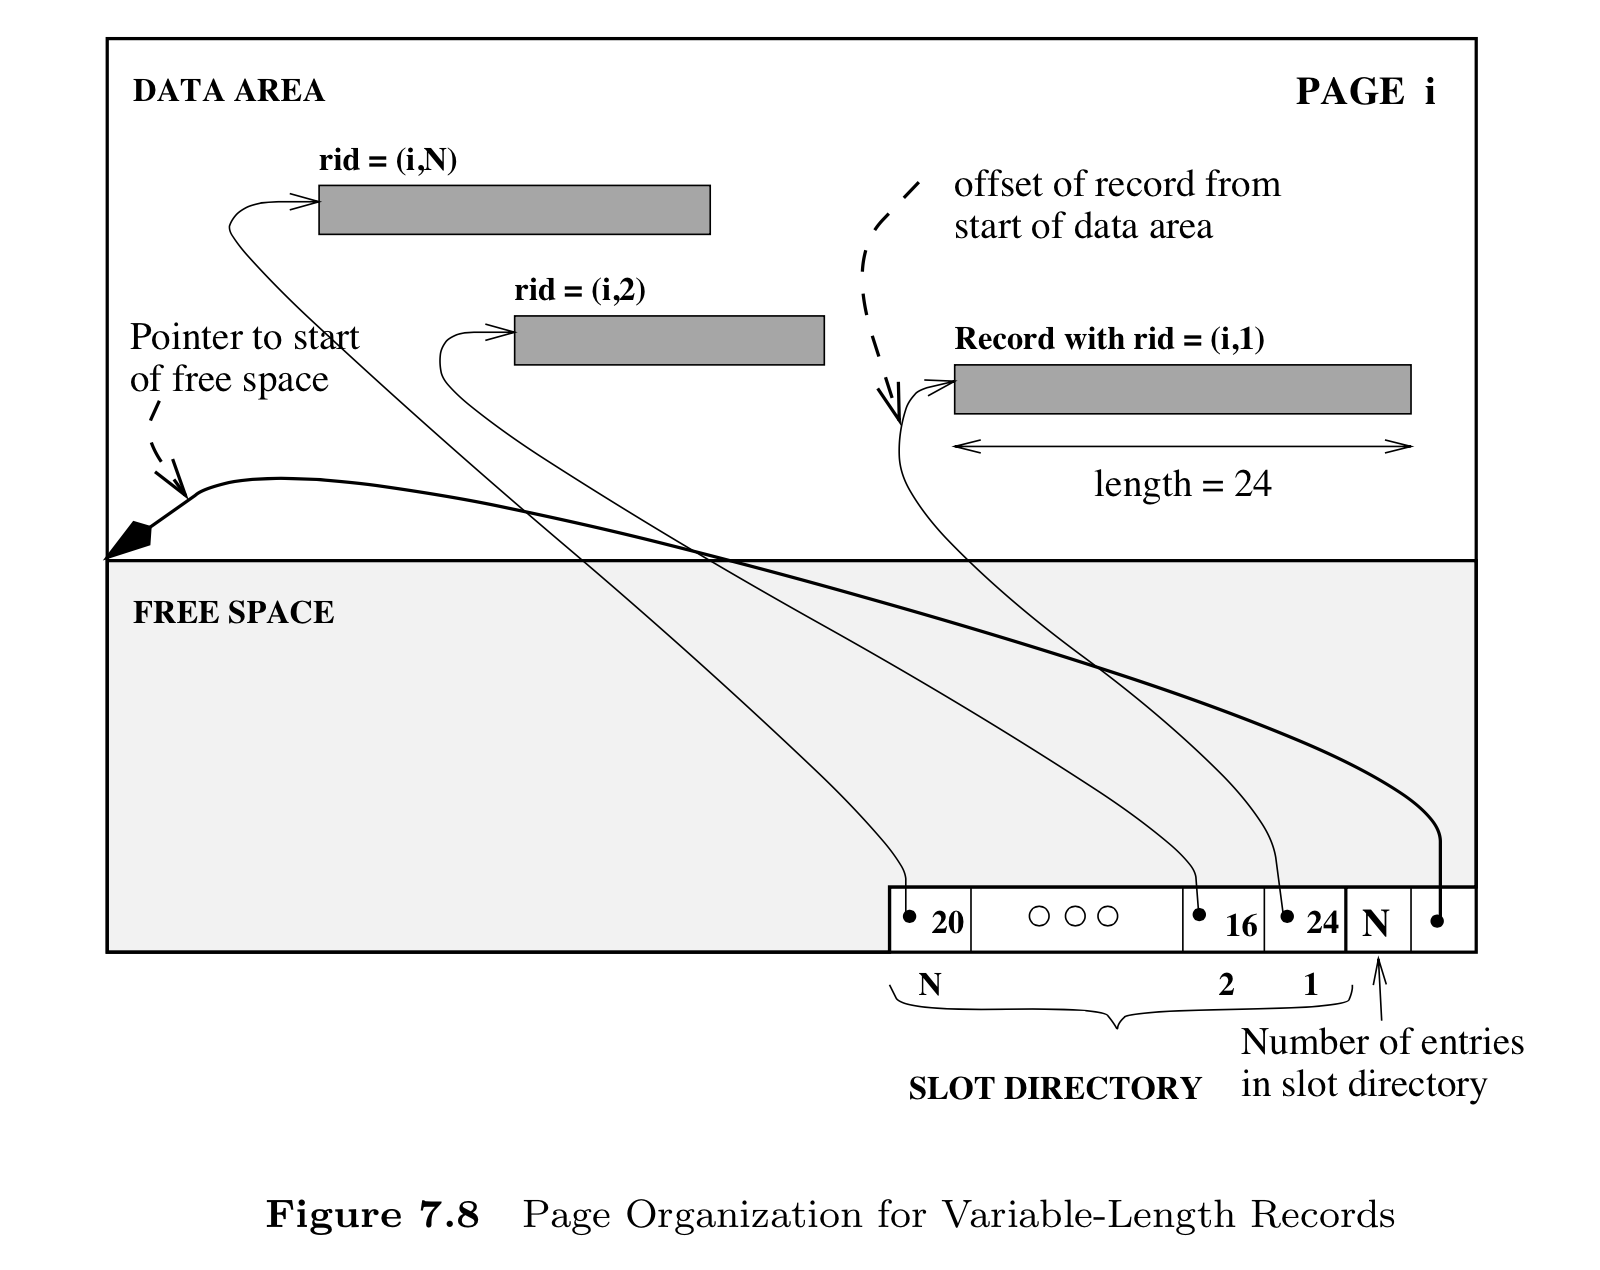 DATA AREA
PAGE i
rid = (i,N)
offset of record from
start of data area
rid = (i,2)
Pointer to start
of free space
Record with rid = (i,1)
length = 24
FREE SPACE
20
16
24
N
N
2
1
Number of entries
in slot directory
SLOT DIRECTORY
Figure 7.8 Page Organization for Variable-Length Records